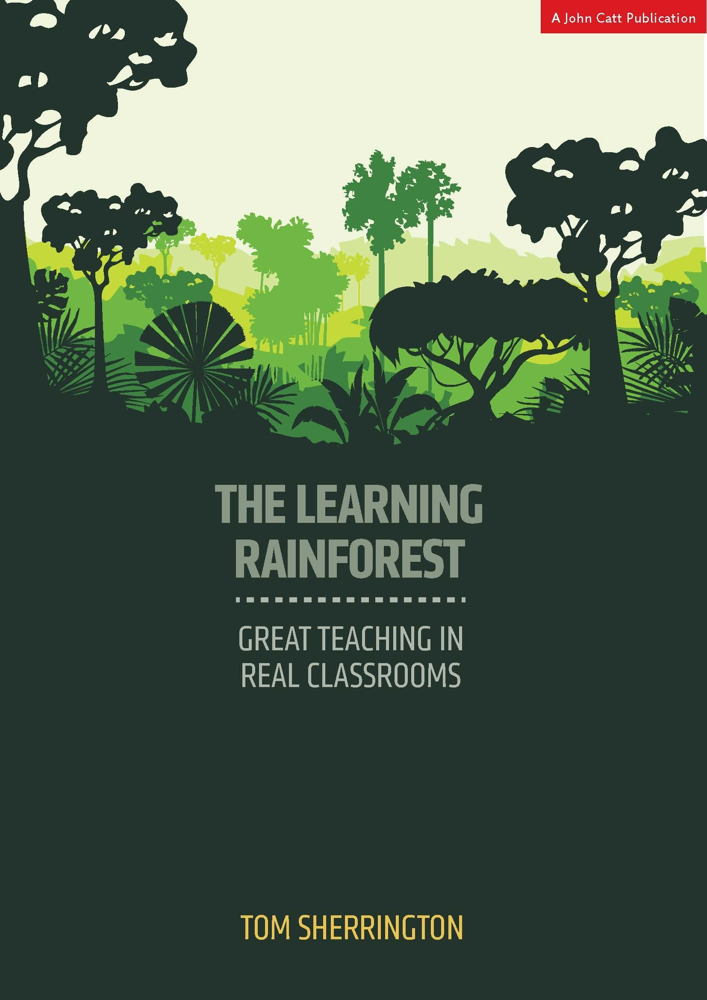 A John Catt Publication
THE LEARNING
RAINFOREST
GREAT TEACHING IN
REAL CLASSROOMS
TOM SHERRINGTON